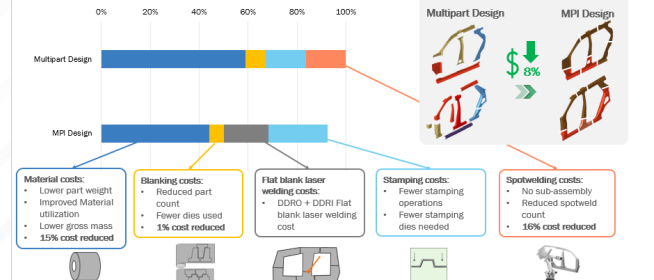 0% 20% 40% 60% 80% 100%
Multipart Design
MPI Design
Multipart Design
MPI Design
$
8%
Material costs:
• Lower part weight
• Improved Material
utilization
• Lower gross mass
• 15% cost reduced
Blanking costs:
• Reduced part
count
• Fewer dies used
• 1% cost reduced
Flat blank laser
welding costs:
• DDRO + DDRI Flat
blank laser welding
cost
Stamping costs:
• Fewer stamping
operations
• Fewer stamping
dies needed
Spotwelding costs:
• No sub-assembly
• Reduced spotweld
count
• 16% cost reduced